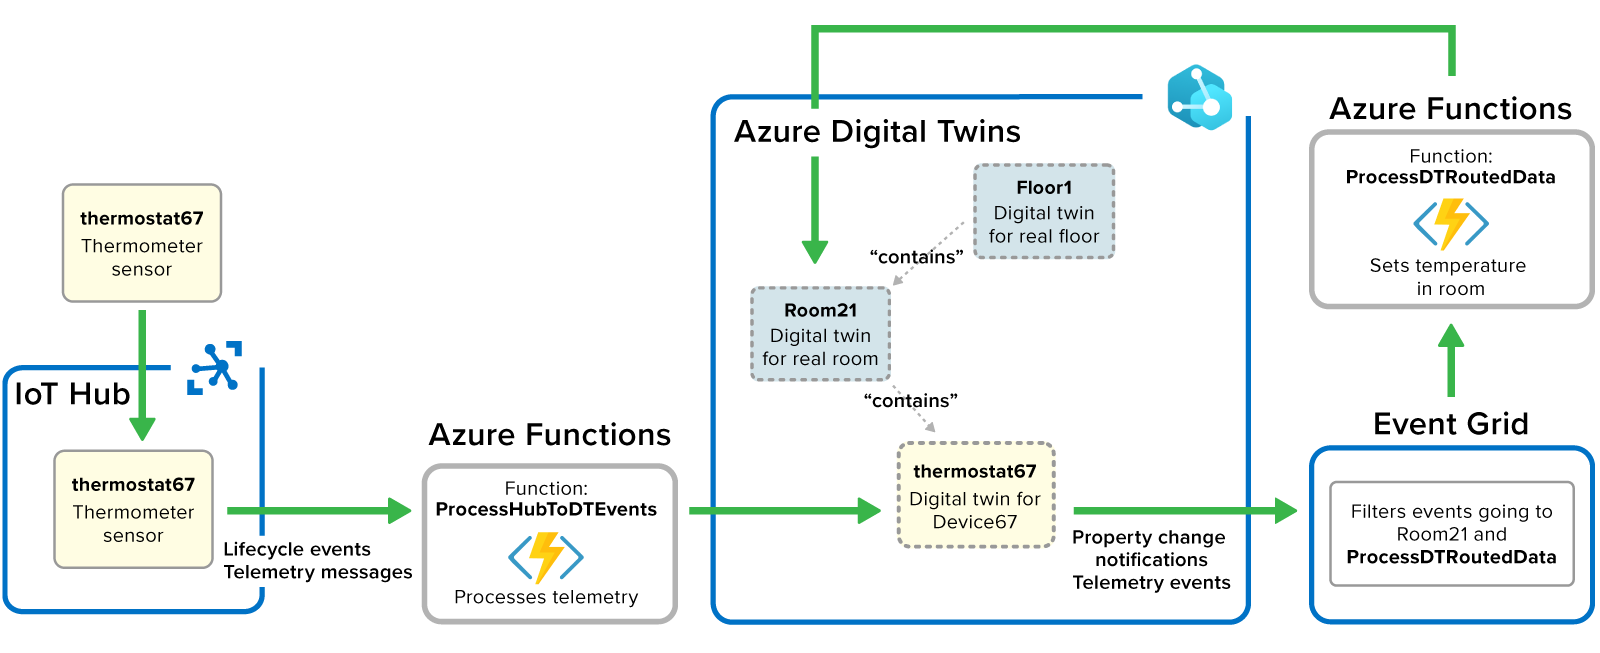 thermostat67
Thermometer
sensor
IoT Hub
thermostat67
Thermometer
sensor
Lifecycle events
Telemetry messages
Azure Functions
Function:
ProcessHubToDTEvents
Processes telemetry
Azure Digital Twins
Floor1
Digital twin
for real floor
“contains”
Room21
Digital twin
for real room
“contains”
thermostat67
Digital twin for
Device67
Property change
notifications
Telemetry events
Azure Functions
Function:
ProcessDTRoutedData
Sets temperature
in room
Event Grid
Filters events going to
Room21 and
ProcessDTRoutedData